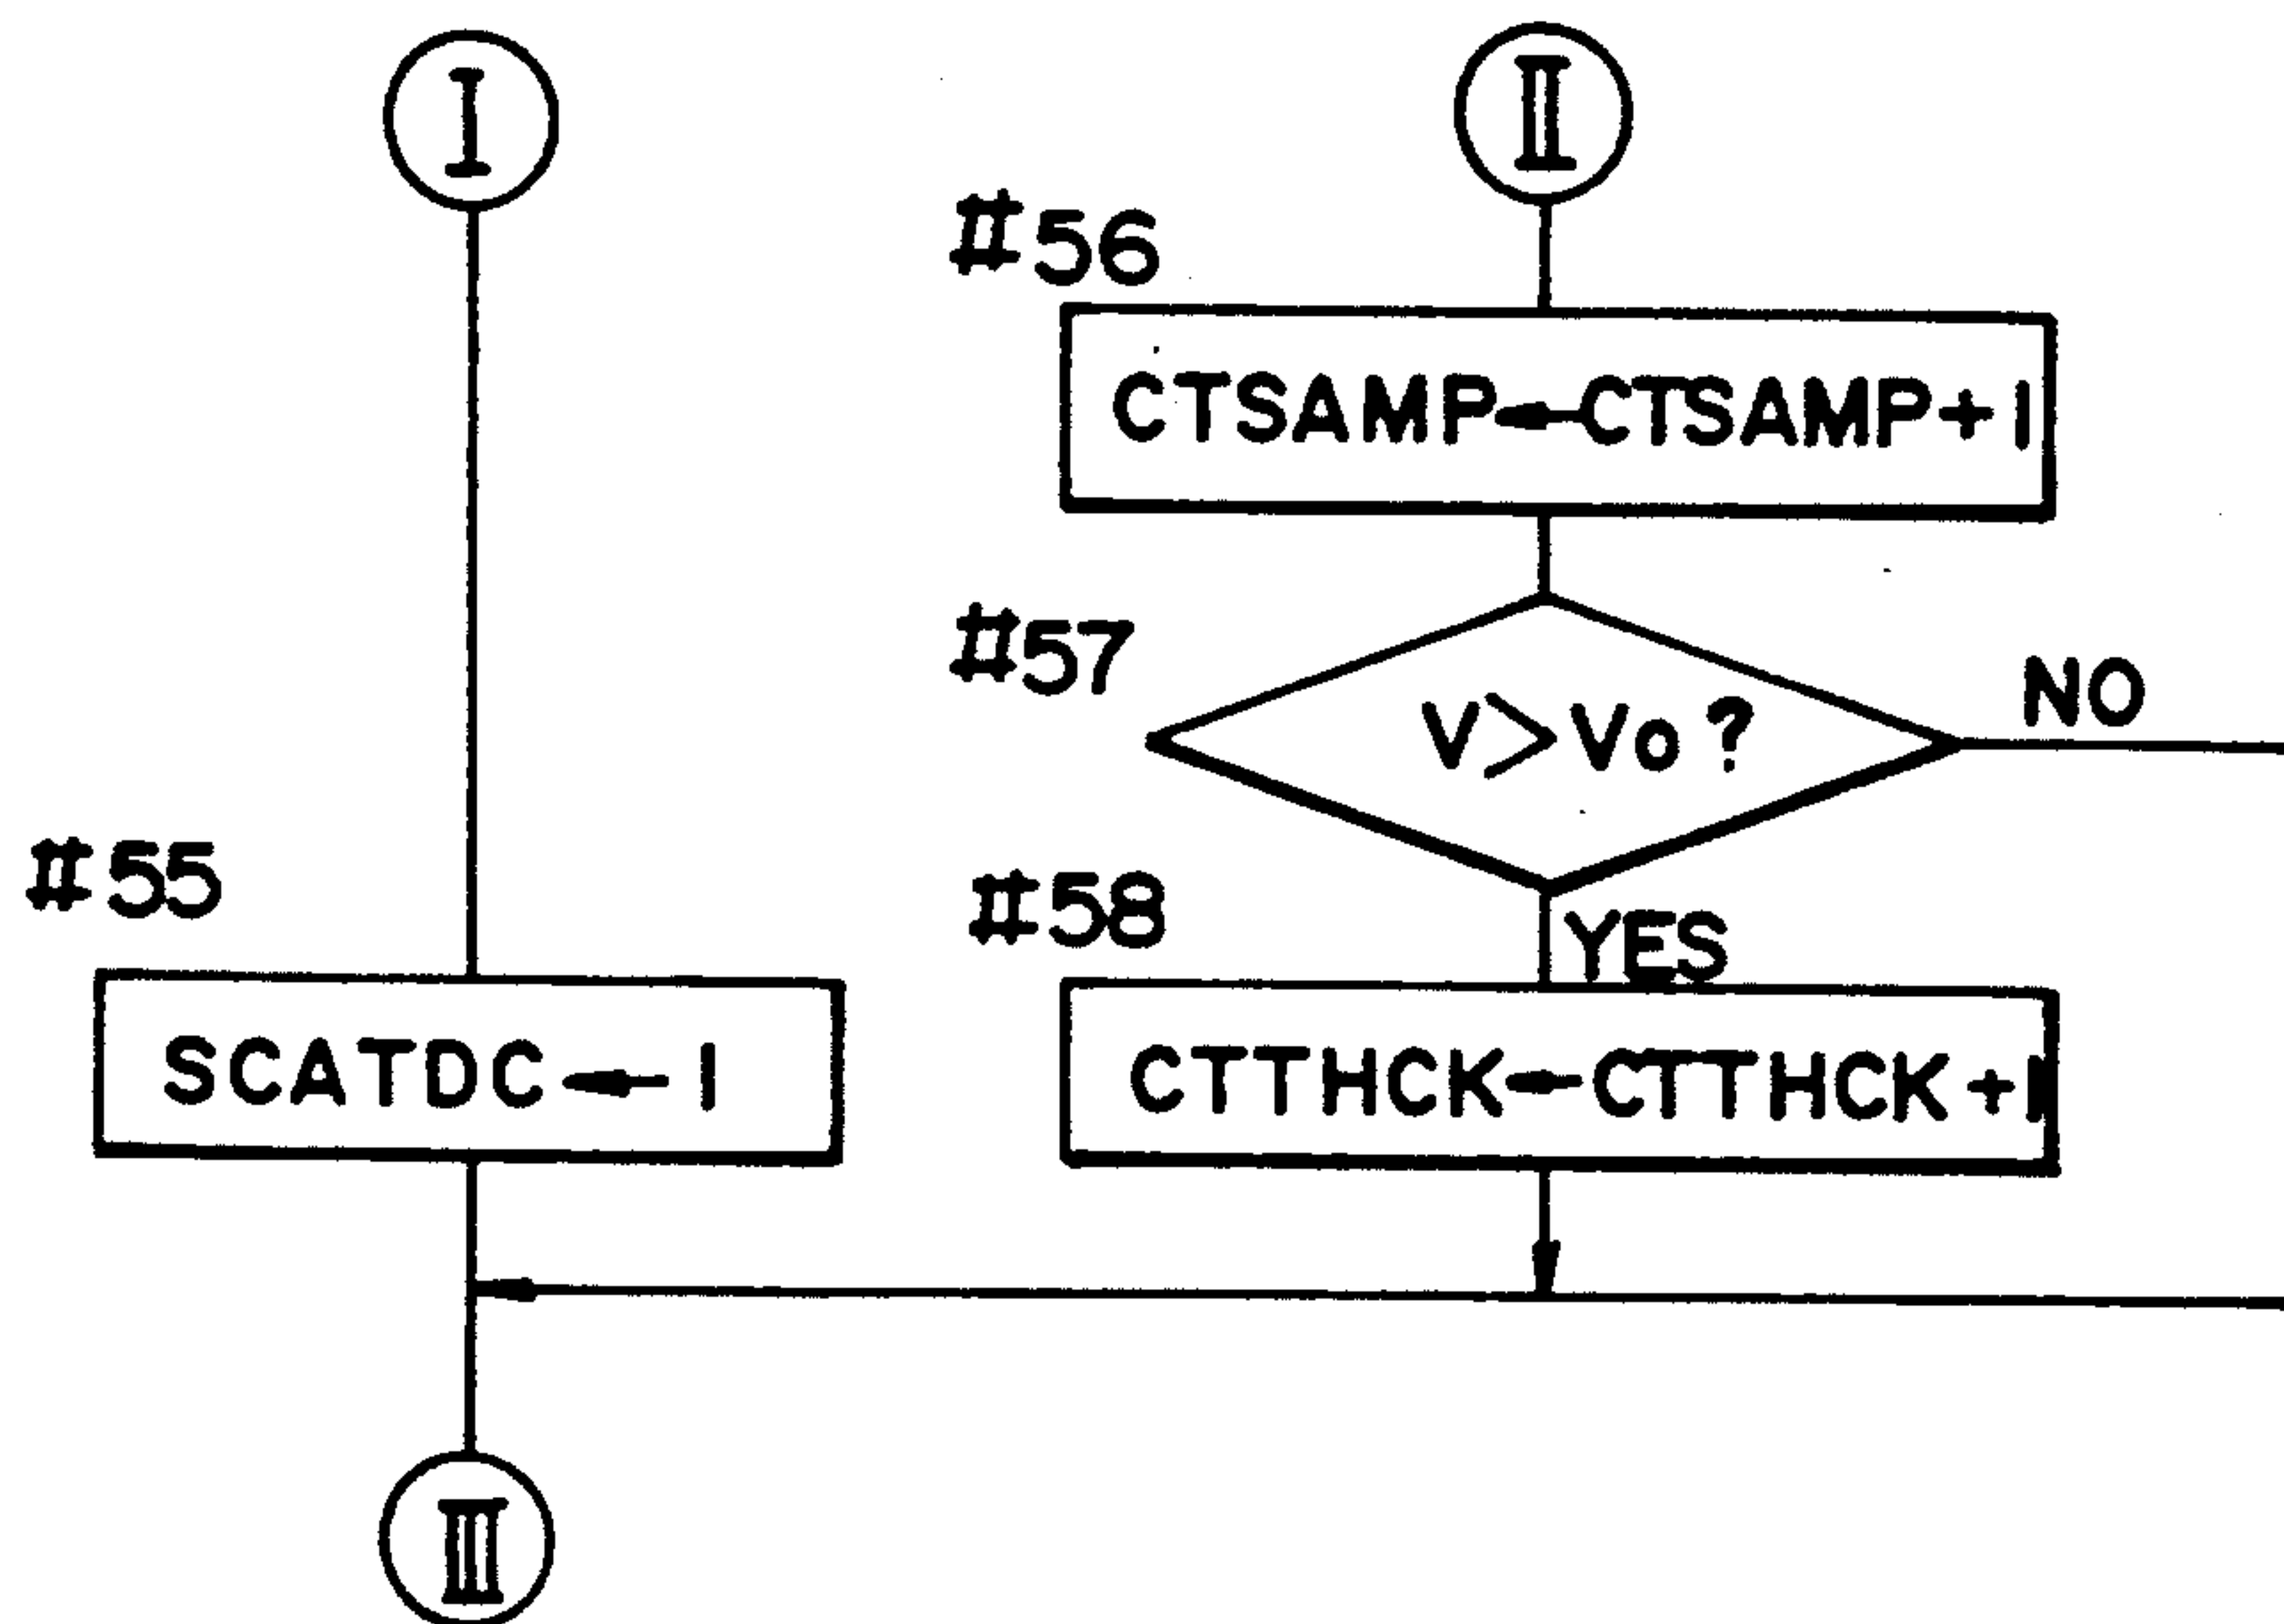 I
II
#56
CTSAMP←CTSAMP+1
#57
V>Vo?
NO
#55
#58
YES
SCATDC←1
CTTHCK←CTTHCK+1
III